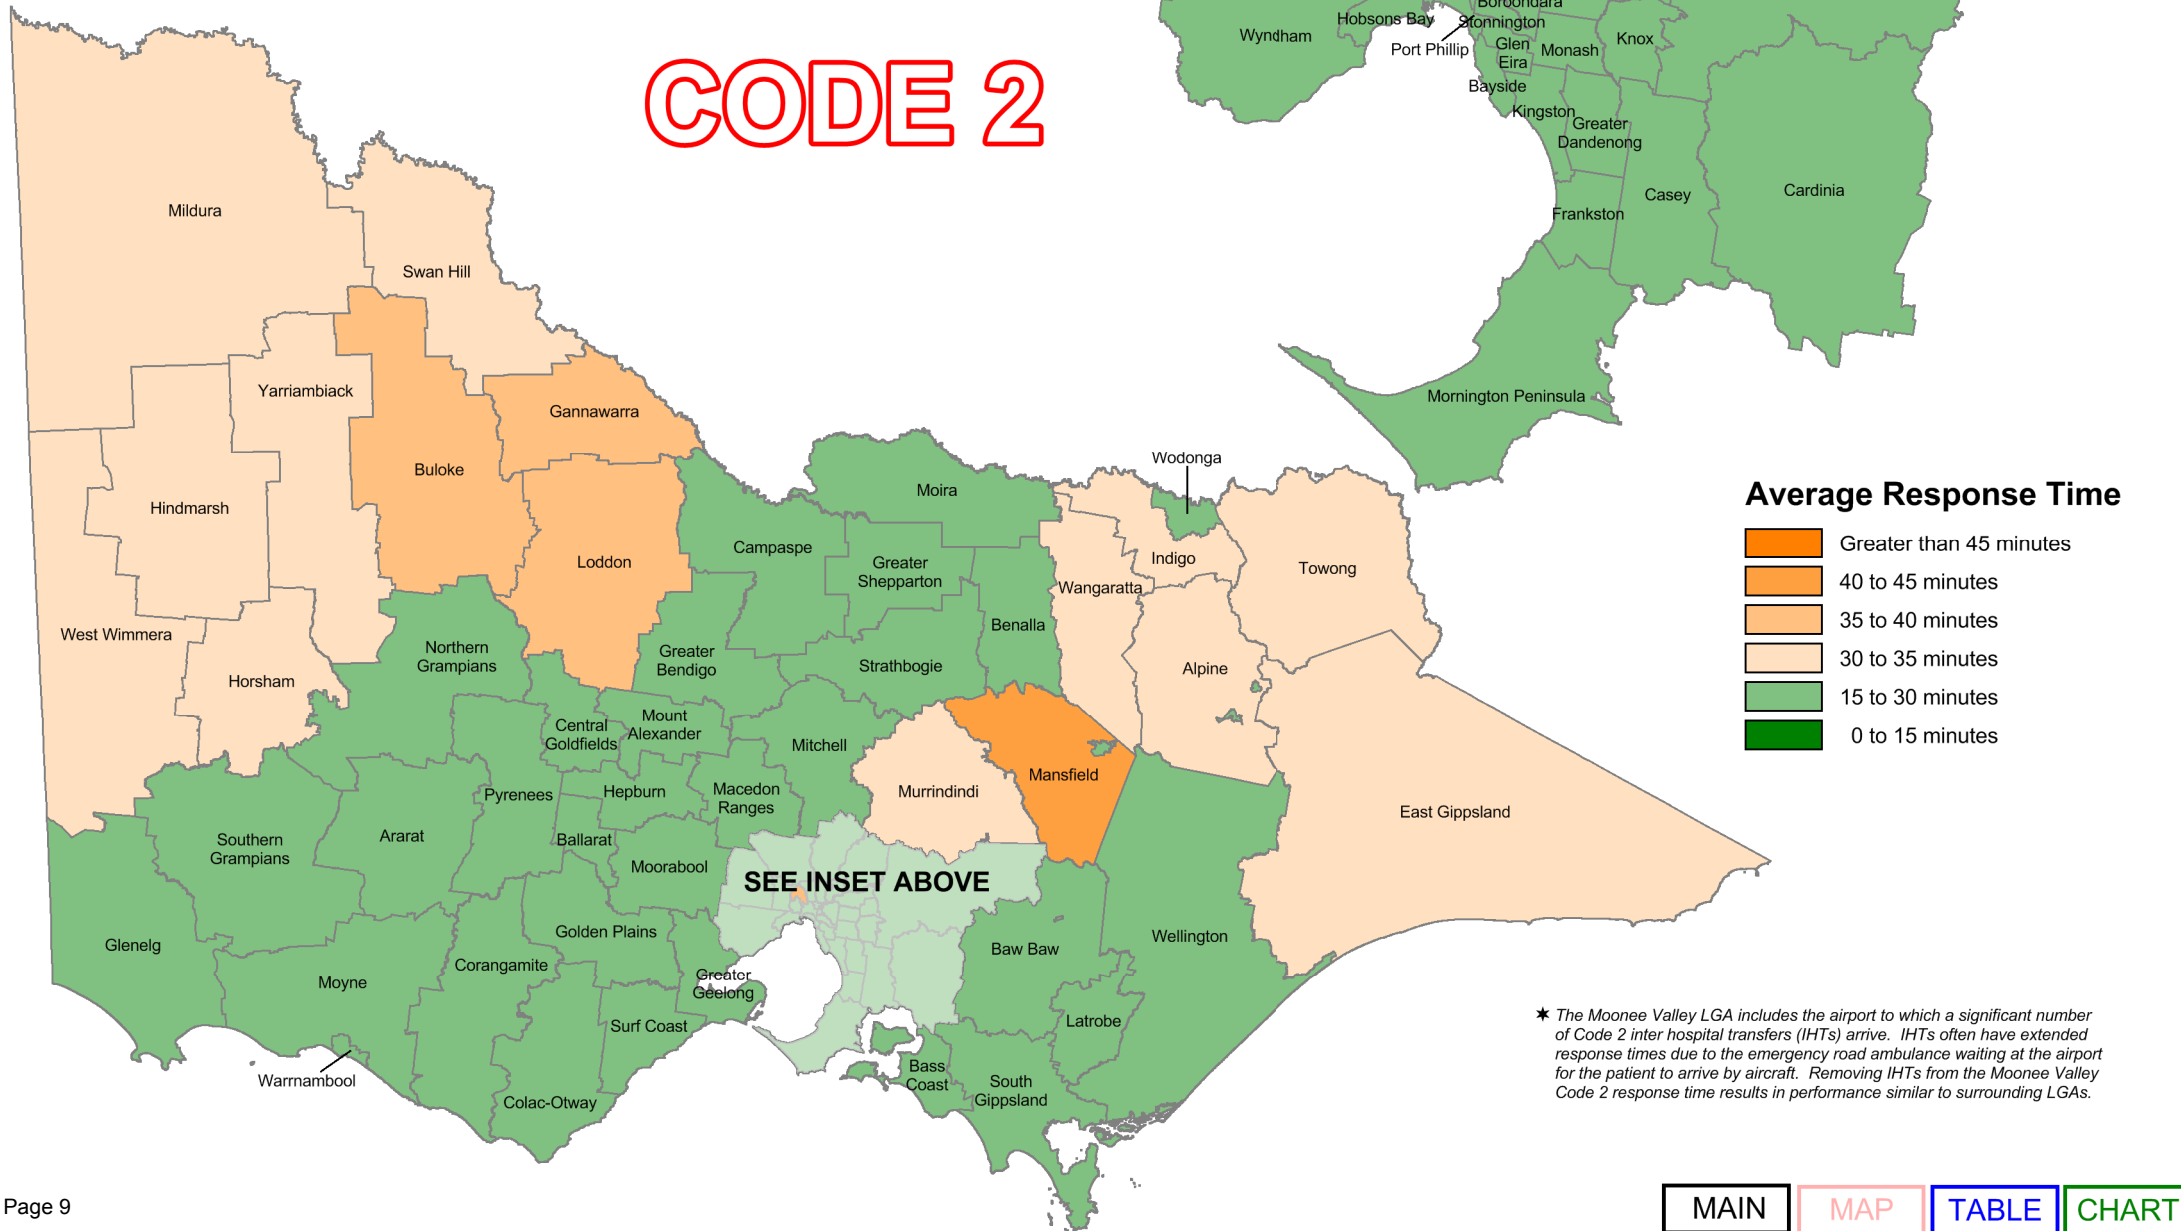 Boroondara
Hobsons Bay
Stonnington
Wyndham
Port Phillip
Glen
Eira
Monash
Knox
Bayside
Kingston
Greater
Dandenong
Casey
Cardinia
Frankston
Mornington Peninsula
CODE 2
Mildura
Swan Hill
Yarriambiack
Gannawarra
Buloke
Hindmarsh
Loddon
West Wimmera
Horsham
Northern
Grampians
Campaspe
Moira
Greater
Shepparton
Wodonga
Indigo
Wangaratta
Towong
Benalla
Greater
Bendigo
Strathbogie
Alpine
Central
Goldfields
Mount
Alexander
Mitchell
Murrindindi
Mansfield
East Gippsland
Pyrenees
Hepburn
Macedon
Ranges
Southern
Grampians
Ararat
Ballarat
Moorabool
SEE INSET ABOVE
Glenelg
Moyne
Corangamite
Golden Plains
Greater
Geelong
Surf Coast
Baw Baw
Wellington
Latrobe
Warrnambool
Colac-Otway
Bass
Coast
South
Gippsland
Average Response Time
Greater than 45 minutes
40 to 45 minutes
35 to 40 minutes
30 to 35 minutes
15 to 30 minutes
0 to 15 minutes
✶ The Moonee Valley LGA includes the airport to which a significant number
of Code 2 inter hospital transfers (IHTs) arrive. IHTs often have extended
response times due to the emergency road ambulance waiting at the airport
for the patient to arrive by aircraft. Removing IHTs from the Moonee Valley
Code 2 response time results in performance similar to surrounding LGAs.
Page 9
MAIN
MAP
TABLE
CHART